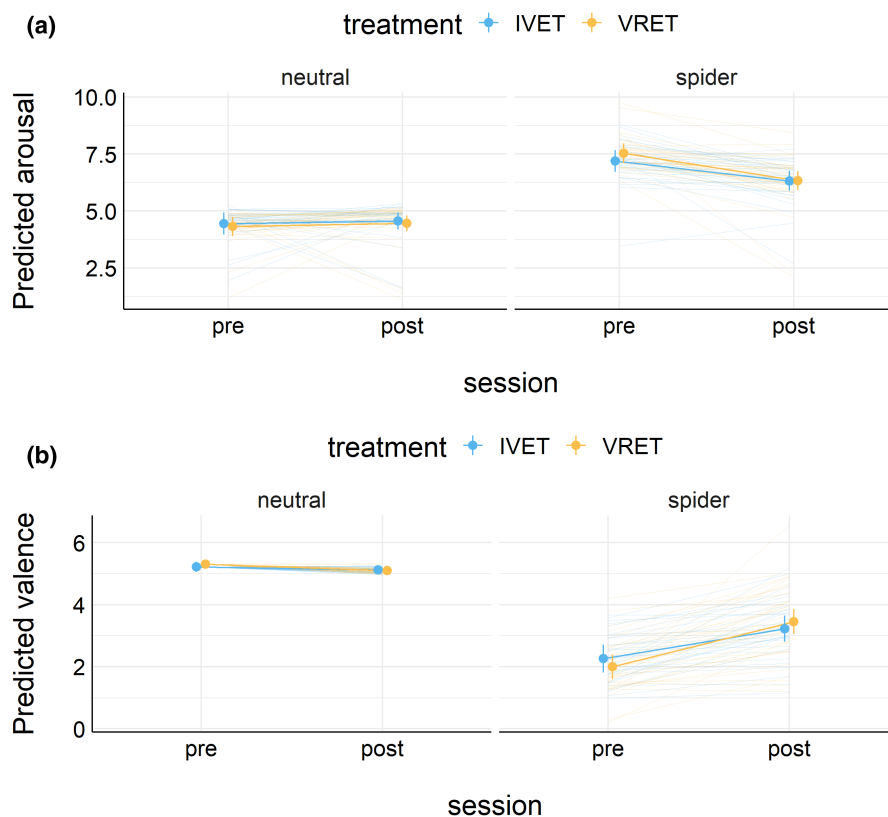 (a)
treatment IVET VRET
neutral spider
Predicted arousal
10.0
7.5
5.0
2.5
pre post pre post
session
(b)
treatment IVET VRET
neutral spider
Predicted valence
6
4
2
0
pre post pre post
session